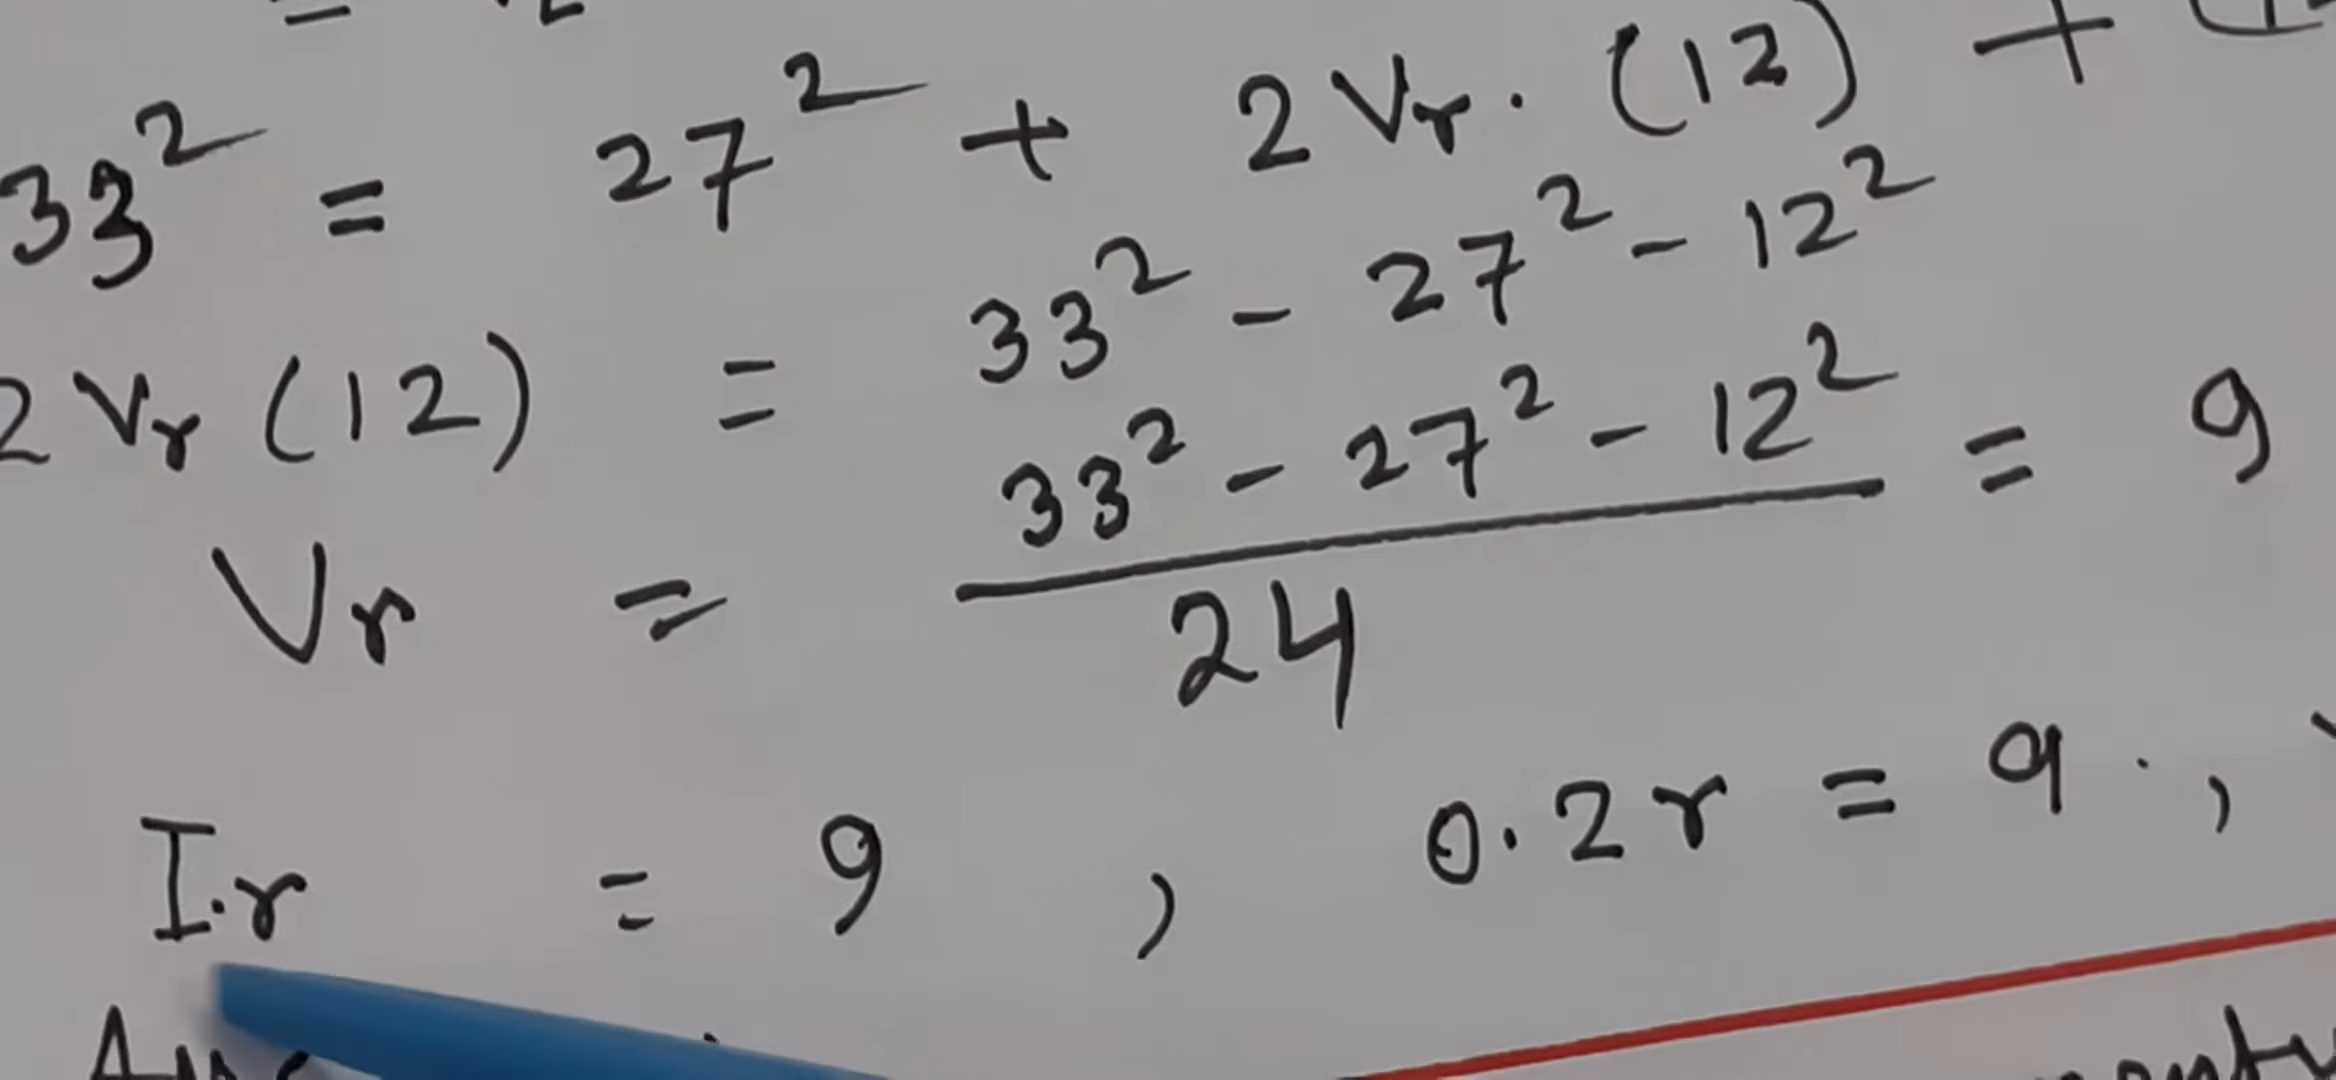 33² = 27² + 2Vr. (12) +
2Vr (12) = 33² - 27² - 12²
Vr = 33² - 27² - 12² / 24 = 9
I.r = 9 , 0.2r = 9 . ,